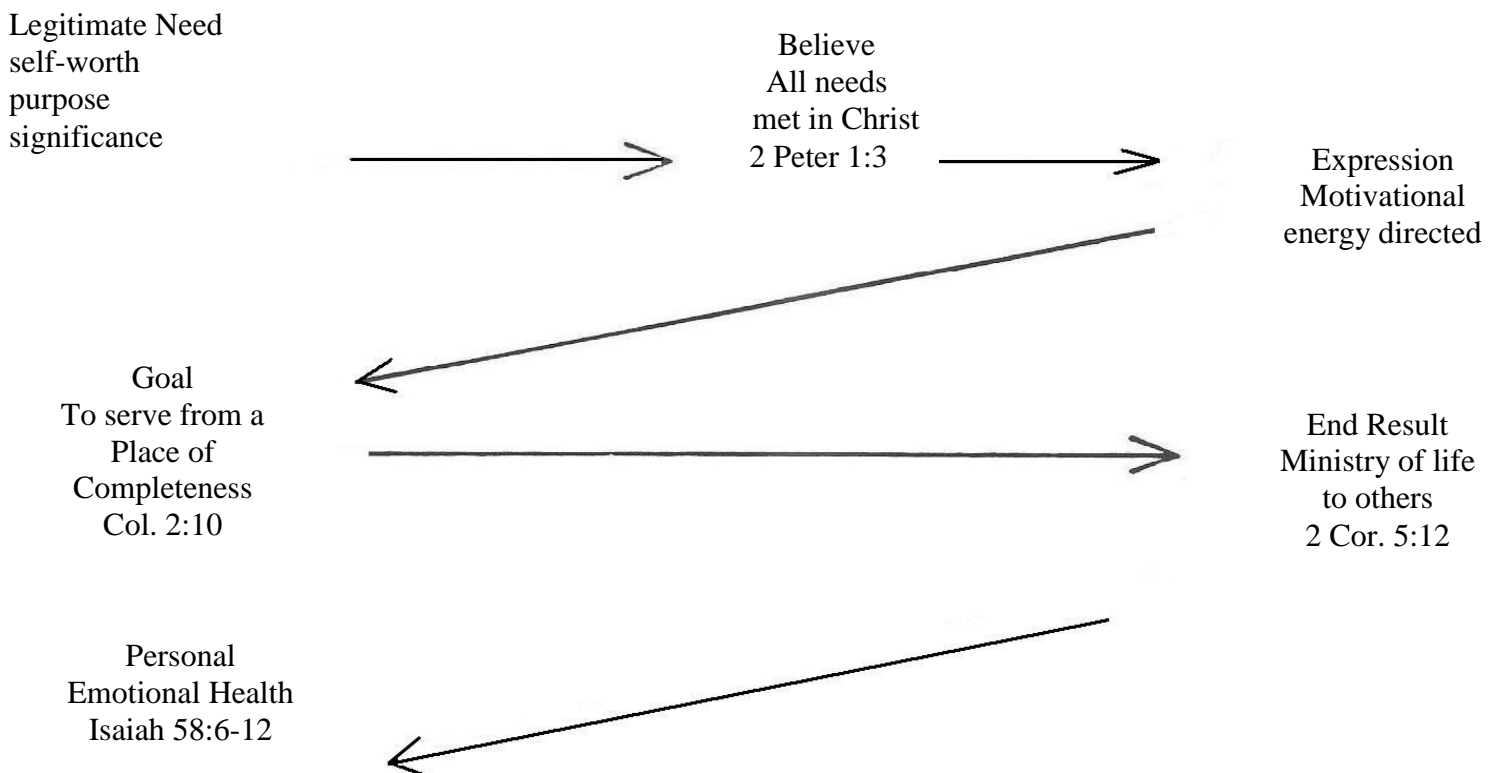 Legitimate Need
self-worth
purpose
significance
Believe
All needs
met in Christ
2 Peter 1:3
Expression
Motivational
energy directed
Goal
To serve from a
Place of
Completeness
Col. 2:10
End Result
Ministry of life
to others
2 Cor. 5:12
Personal
Emotional Health
Isaiah 58:6-12